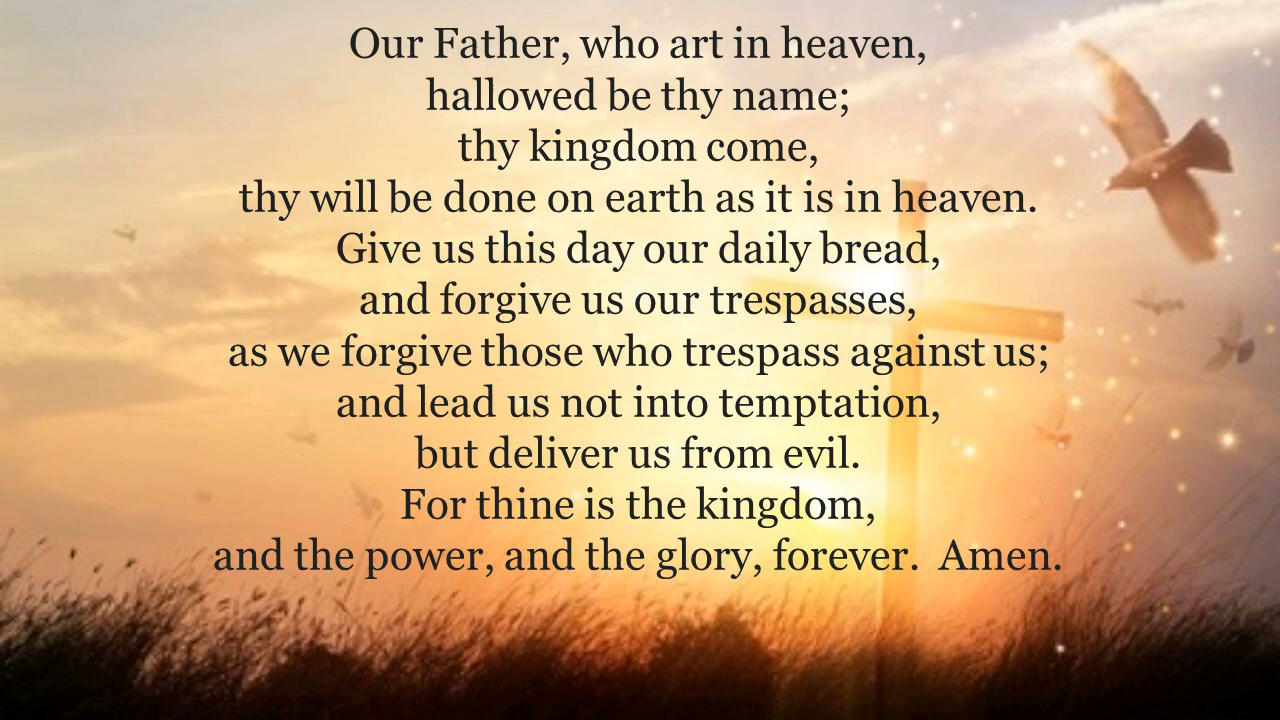 Our Father, who art in heaven,
hallowed be thy name;
thy kingdom come,
thy will be done on earth as it is in heaven.
Give us this day our daily bread,
and forgive us our trespasses,
as we forgive those who trespass against us;
and lead us not into temptation,
but deliver us from evil.
For thine is the kingdom,
and the power, and the glory, forever.  Amen.